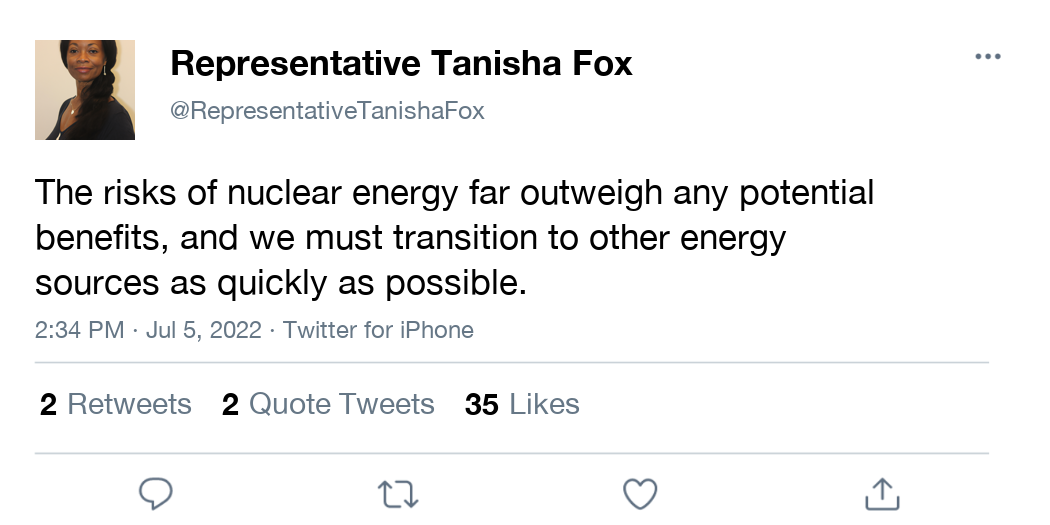 Representative Tanisha Fox
@RepresentativeTanishaFox
The risks of nuclear energy far outweigh any potential
benefits, and we must transition to other energy
sources as quickly as possible.
2:34 PM · Jul 5, 2022 · Twitter for iPhone
2 Retweets 2 Quote Tweets 35 Likes